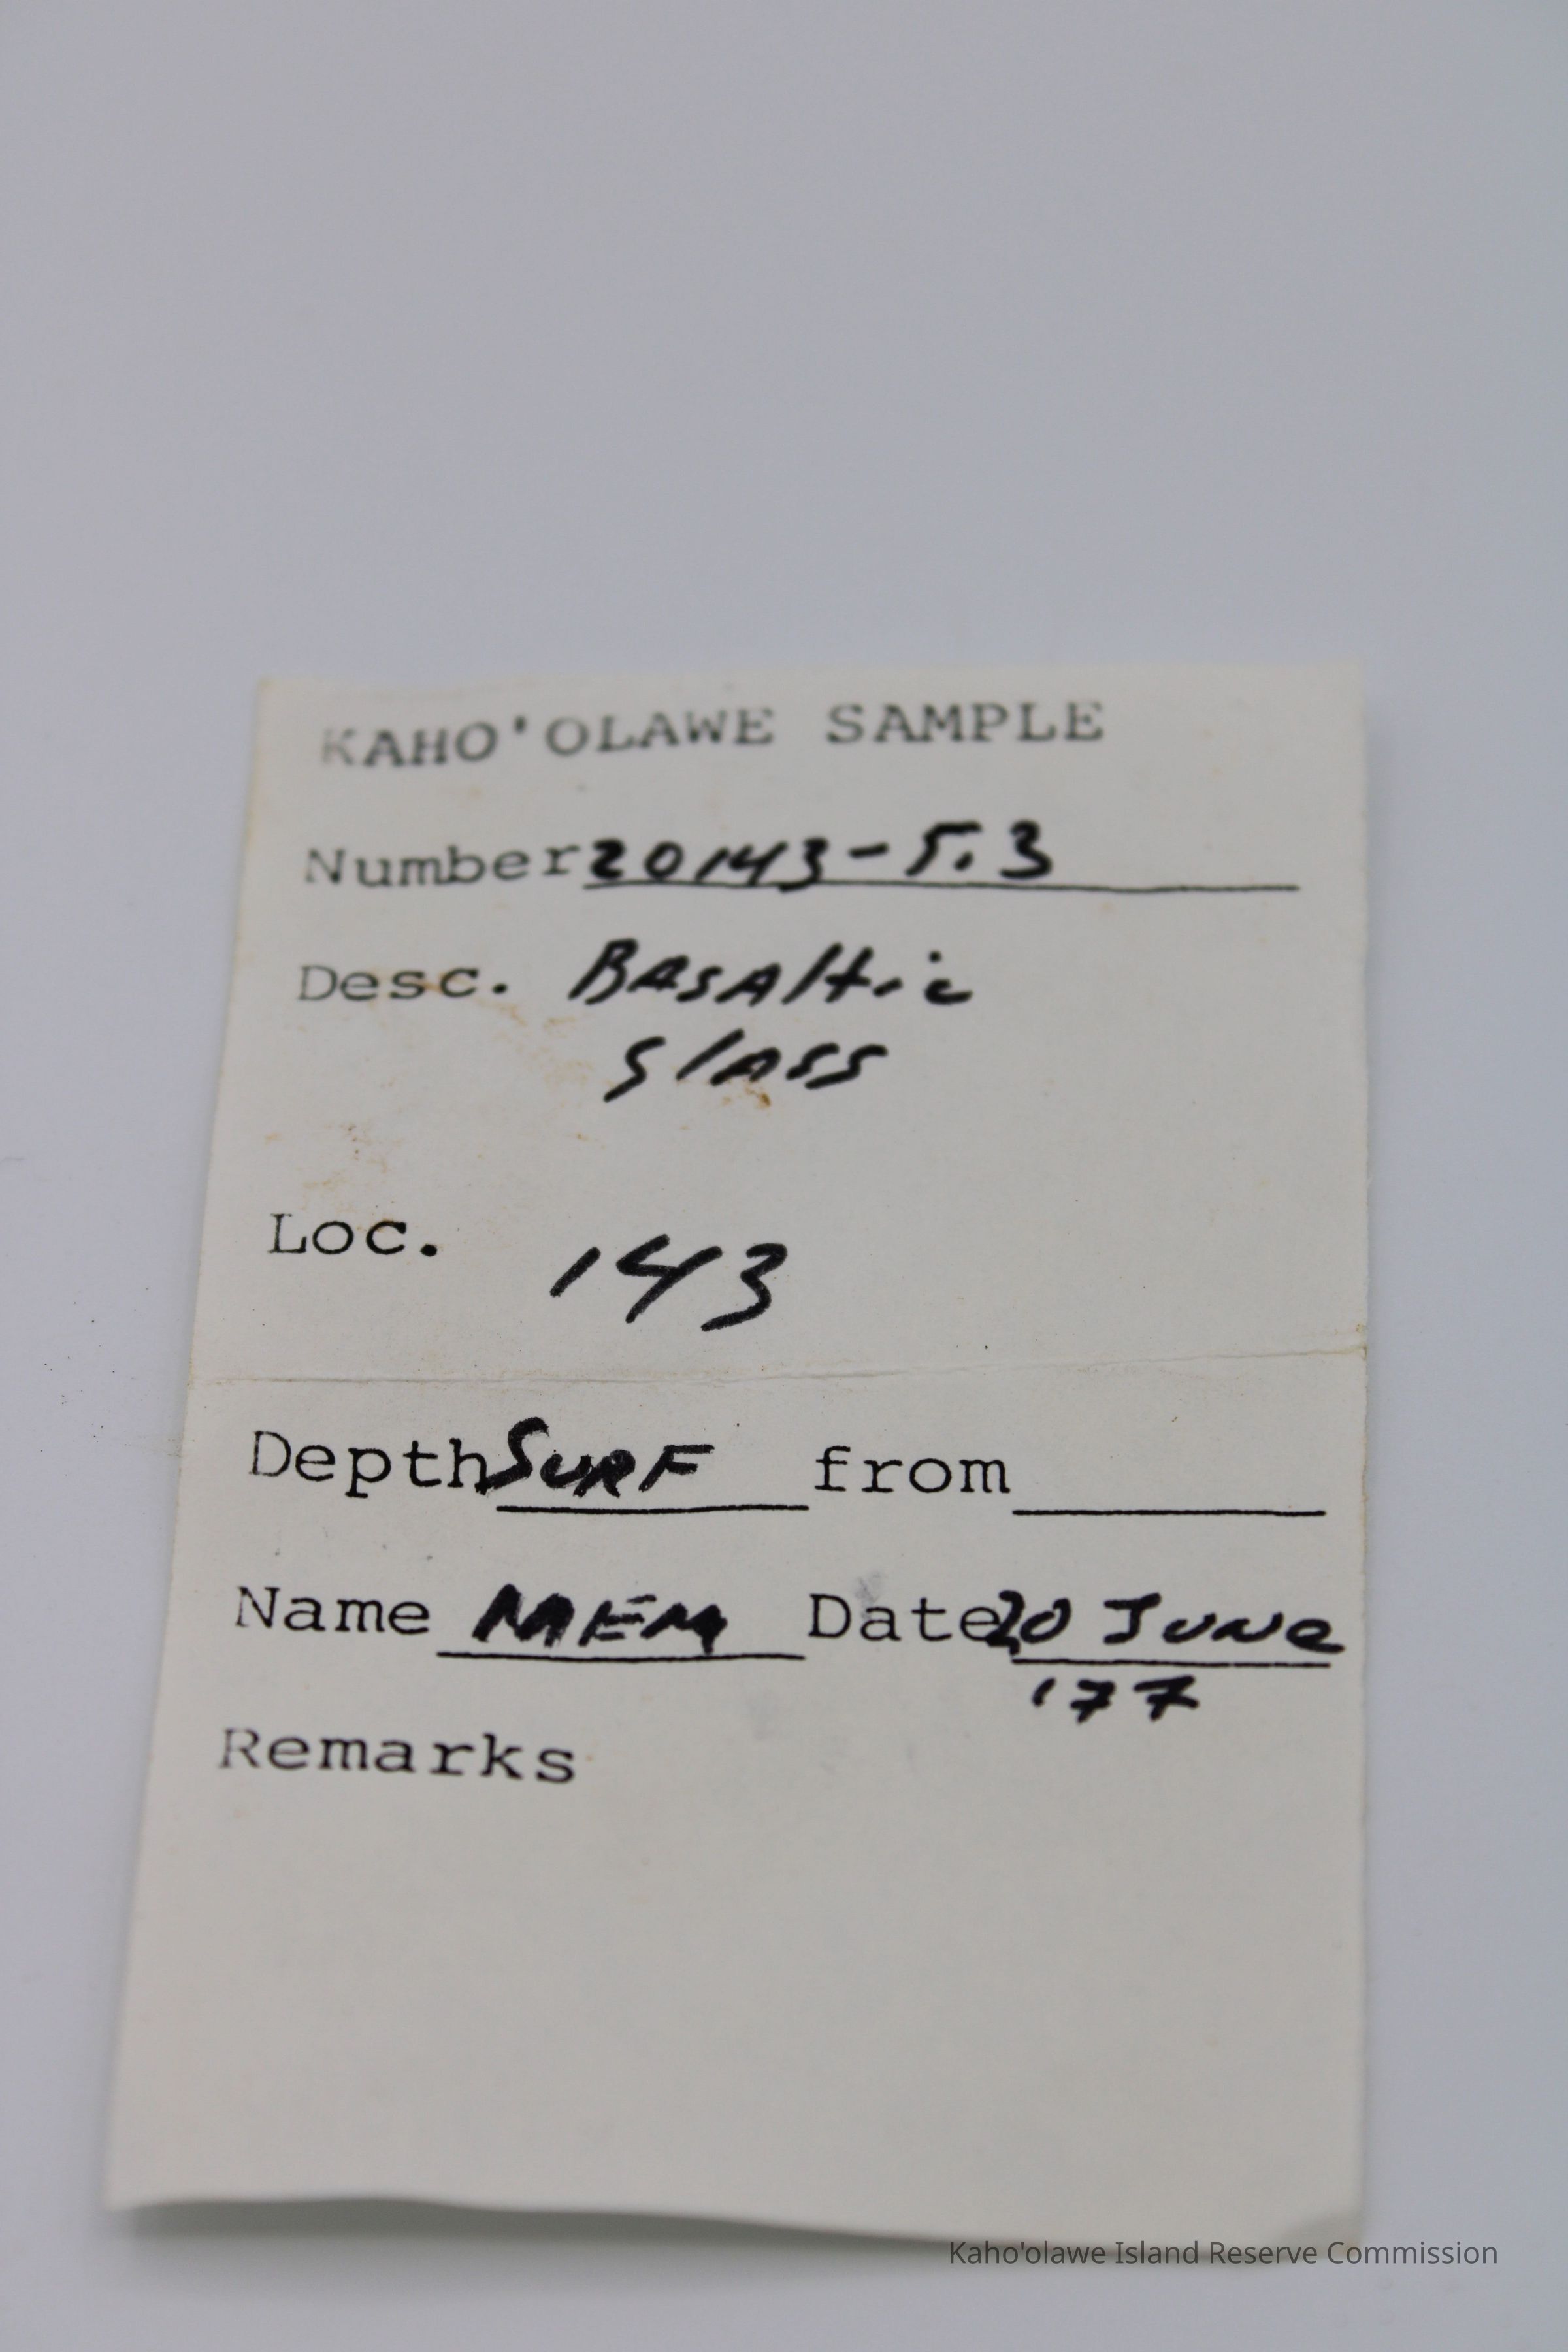 KAHO'OLAWE SAMPLE
Number 20143-5.3
Desc. Basaltic
glass
Loc. 143
Depth SURF from
Name MEM Date 20 June
'77
Remarks
Kaho'olawe Island Reserve Commission